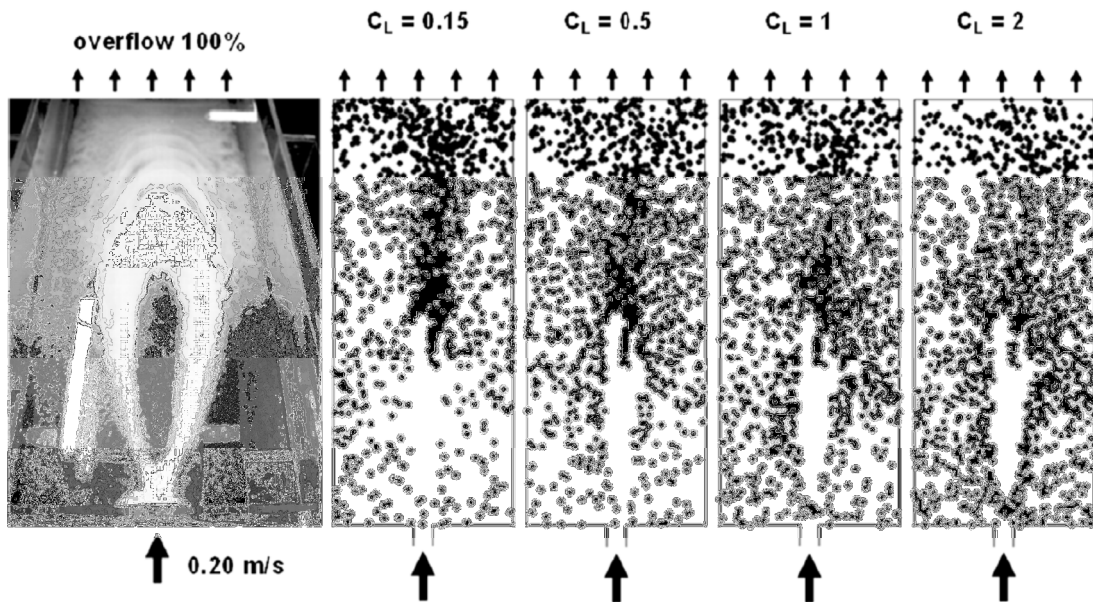 overflow 100%
C_L = 0.15
C_L = 0.5
C_L = 1
C_L = 2
0.20 m/s